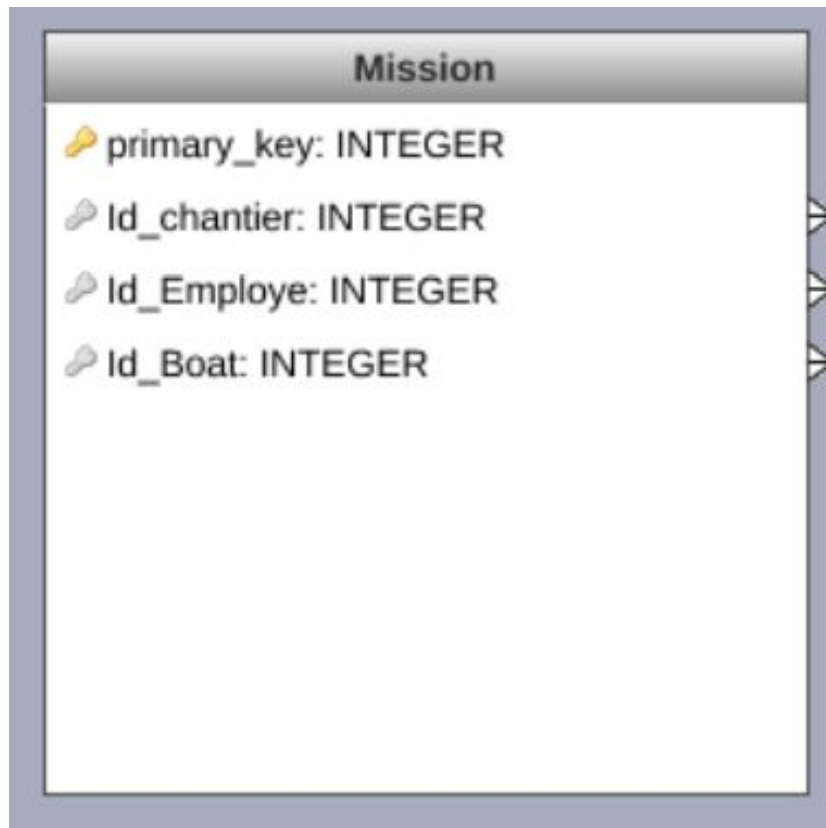 Mission
primary_key: INTEGER
Id_chantier: INTEGER
Id_Employe: INTEGER
Id_Boat: INTEGER